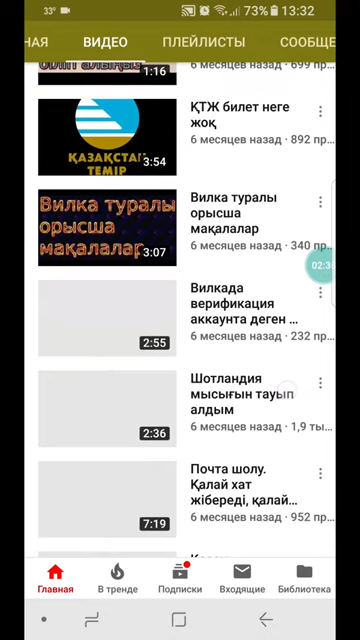 33°
73% 13:32
НАЯ ВИДЕО ПЛЕЙЛИСТЫ СООБЩЕ
1:16
6 месяцев назад · 699 пр...
ҚТЖ билет неге
жоқ
6 месяцев назад · 892 пр...
ҚАЗАҚСТАН
ТЕМІР
3:54
Вилка туралы
орысша
мақалалар
6 месяцев назад · 340 пр...
Вилка туралы
орысша
мақалалар
3:07
Вилкада
верификация
аккаунта деген ...
6 месяцев назад · 232 пр...
2:55
Шотландия
мысығын тауып
алдым
6 месяцев назад · 1,9 ты...
2:36
Почта шолу.
Қалай хат
жібереді, қалай...
6 месяцев назад · 952 пр...
7:19
Главная В тренде Подписки Входящие Библиотека